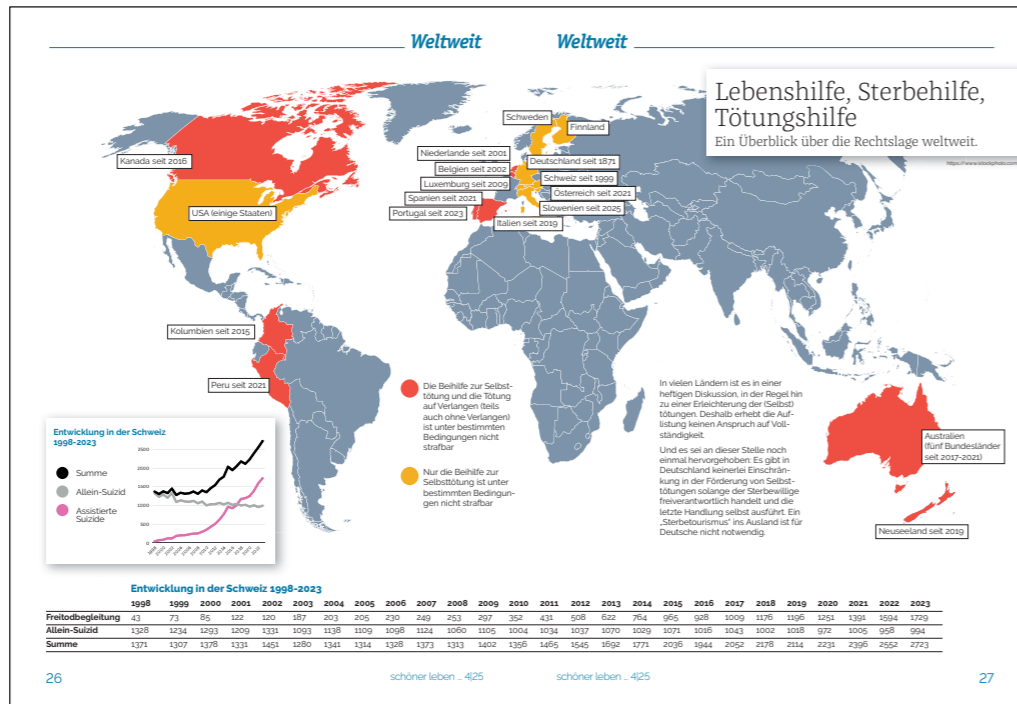 Weltweit
Weltweit
Lebenshilfe, Sterbehilfe,
Tötungshilfe
Ein Überblick über die Rechtslage weltweit.
https://www.istockphoto.com
Kanada seit 2016
USA (einige Staaten)
Kolumbien seit 2015
Peru seit 2021
Schweden
Finnland
Niederlande seit 2001
Belgien seit 2002
Luxemburg seit 2009
Spanien seit 2021
Portugal seit 2023
Deutschland seit 1871
Schweiz seit 1999
Österreich seit 2021
Slowenien seit 2025
Italien seit 2019
Australien
(fünf Bundesländer
seit 2017-2021)
Neuseeland seit 2019
Die Beihilfe zur Selbst-
tötung und die Tötung
auf Verlangen (teils
auch ohne Verlangen)
ist unter bestimmten
Bedingungen nicht
strafbar
Nur die Beihilfe zur
Selbsttötung ist unter
bestimmten Bedingun-
gen nicht strafbar
In vielen Ländern ist es in einer
heftigen Diskussion, in der Regel hin
zu einer Erleichterung der (Selbst)
tötungen. Deshalb erhebt die Auf-
listung keinen Anspruch auf Voll-
ständigkeit.
Und es sei an dieser Stelle noch
einmal hervorgehoben: Es gibt in
Deutschland keinerlei Einschrän-
kung in der Förderung von Selbst-
tötungen solange der Sterbewillige
freiverantwortlich handelt und die
letzte Handlung selbst ausführt. Ein
„Sterbetourismus" ins Ausland ist für
Deutsche nicht notwendig.
Entwicklung in der Schweiz
1998-2023
Summe
Allein-Suizid
Assistierte
Suizide
2500
2000
1500
1000
500
0
1998 2000 2002 2004 2006 2008 2010 2012 2014 2016 2018 2020 2022
Entwicklung in der Schweiz 1998-2023
1998 1999 2000 2001 2002 2003 2004 2005 2006 2007 2008 2009 2010 2011 2012 2013 2014 2015 2016 2017 2018 2019 2020 2021 2022 2023
Freitodbegleitung 43 73 85 122 120 187 203 205 230 249 253 297 352 431 508 622 764 965 928 1009 1176 1196 1251 1391 1594 1729
Allein-Suizid 1328 1234 1293 1209 1331 1093 1138 1109 1098 1124 1060 1105 1004 1034 1037 1070 1029 1071 1016 1043 1002 1018 972 1005 958 994
Summe 1371 1307 1378 1331 1451 1280 1341 1314 1328 1373 1313 1402 1356 1465 1545 1692 1771 2036 1944 2052 2178 2114 2231 2396 2552 2723
26
schöner leben ... 4|25
schöner leben ... 4|25
27